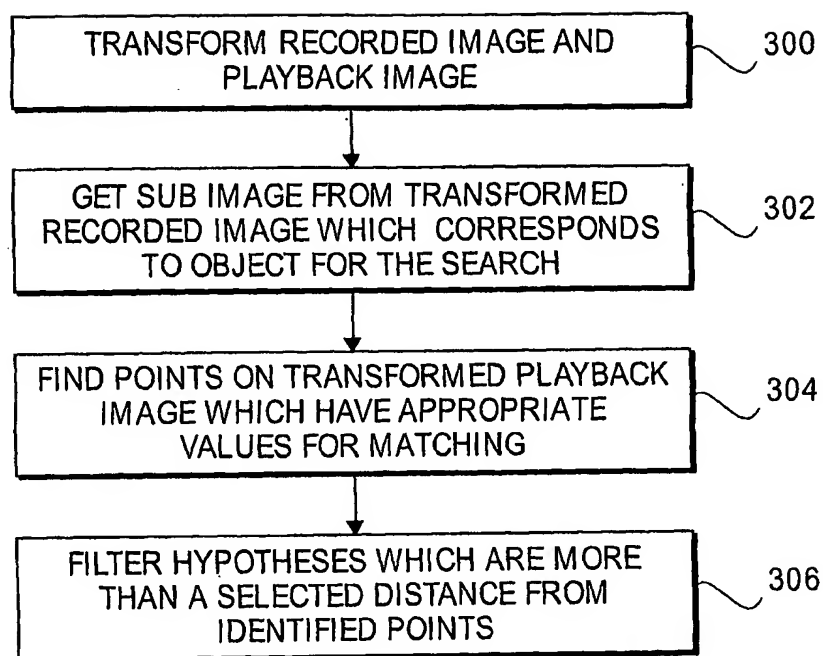 TRANSFORM RECORDED IMAGE AND
PLAYBACK IMAGE
300
GET SUB IMAGE FROM TRANSFORMED
RECORDED IMAGE WHICH CORRESPONDS
TO OBJECT FOR THE SEARCH
302
FIND POINTS ON TRANSFORMED PLAYBACK
IMAGE WHICH HAVE APPROPRIATE
VALUES FOR MATCHING
304
FILTER HYPOTHESES WHICH ARE MORE
THAN A SELECTED DISTANCE FROM
IDENTIFIED POINTS
306